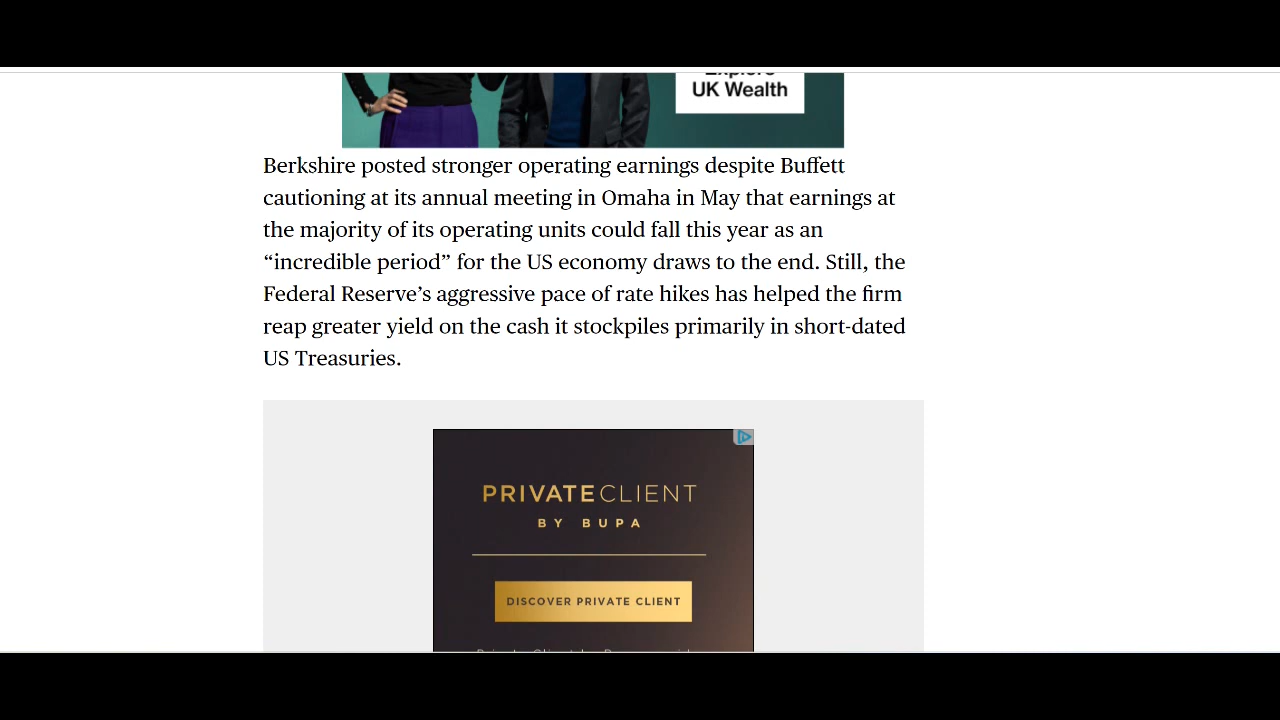 Explore
UK Wealth
Berkshire posted stronger operating earnings despite Buffett
cautioning at its annual meeting in Omaha in May that earnings at
the majority of its operating units could fall this year as an
“incredible period” for the US economy draws to the end. Still, the
Federal Reserve’s aggressive pace of rate hikes has helped the firm
reap greater yield on the cash it stockpiles primarily in short-dated
US Treasuries.
PRIVATE CLIENT
BY BUPA
DISCOVER PRIVATE CLIENT